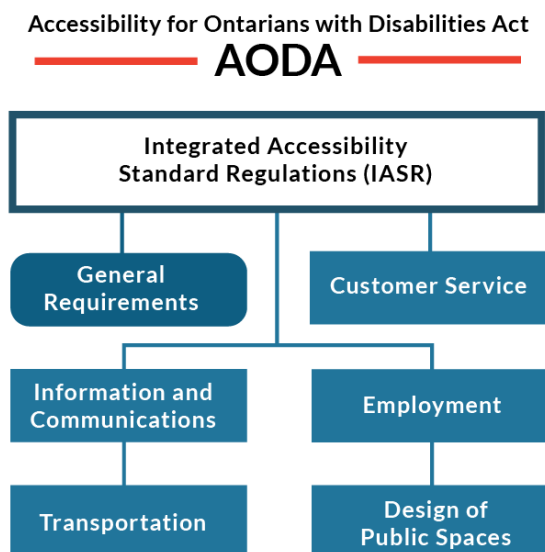 Accessibility for Ontarians with Disabilities Act
AODA
Integrated Accessibility
Standard Regulations (IASR)
General
Requirements
Customer Service
Information and
Communications
Employment
Transportation
Design of
Public Spaces